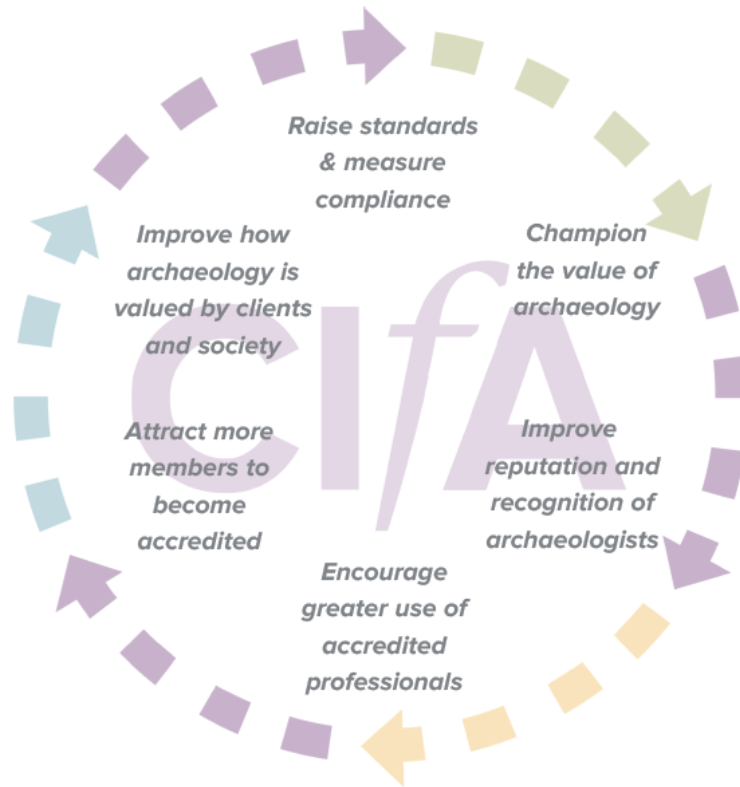 Raise standards
& measure
compliance
Champion
the value of
archaeology
Improve
reputation and
recognition of
archaeologists
Encourage
greater use of
accredited
professionals
Attract more
members to
become
accredited
Improve how
archaeology is
valued by clients
and society
CIfA